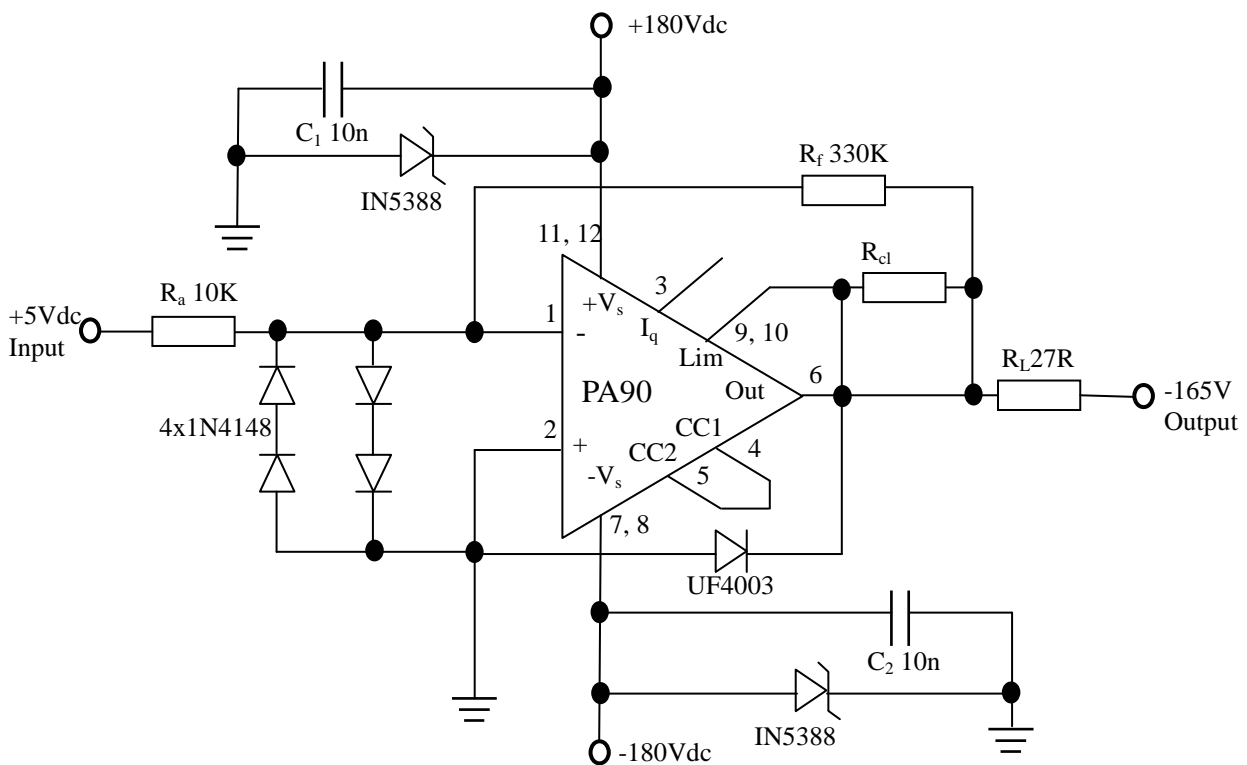 +180Vdc
C₁ 10n
IN5388
Rf 330K
11, 12
Rcl
3
+Vs
Iq
9, 10
Lim
Ra 10K
+5Vdc
Input
1
-
RL27R
6
Out
PA90
-165V
Output
4x1N4148
2
+
CC1
4
CC2
5
-Vs
7, 8
UF4003
C₂ 10n
IN5388
-180Vdc